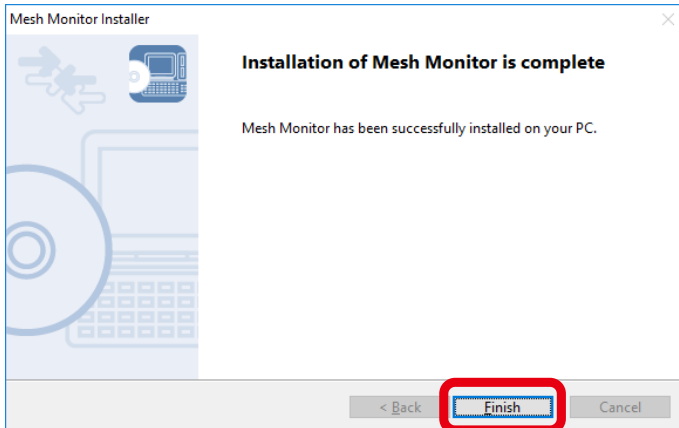 Mesh Monitor Installer
Installation of Mesh Monitor is complete
Mesh Monitor has been successfully installed on your PC.
< Back Finish Cancel